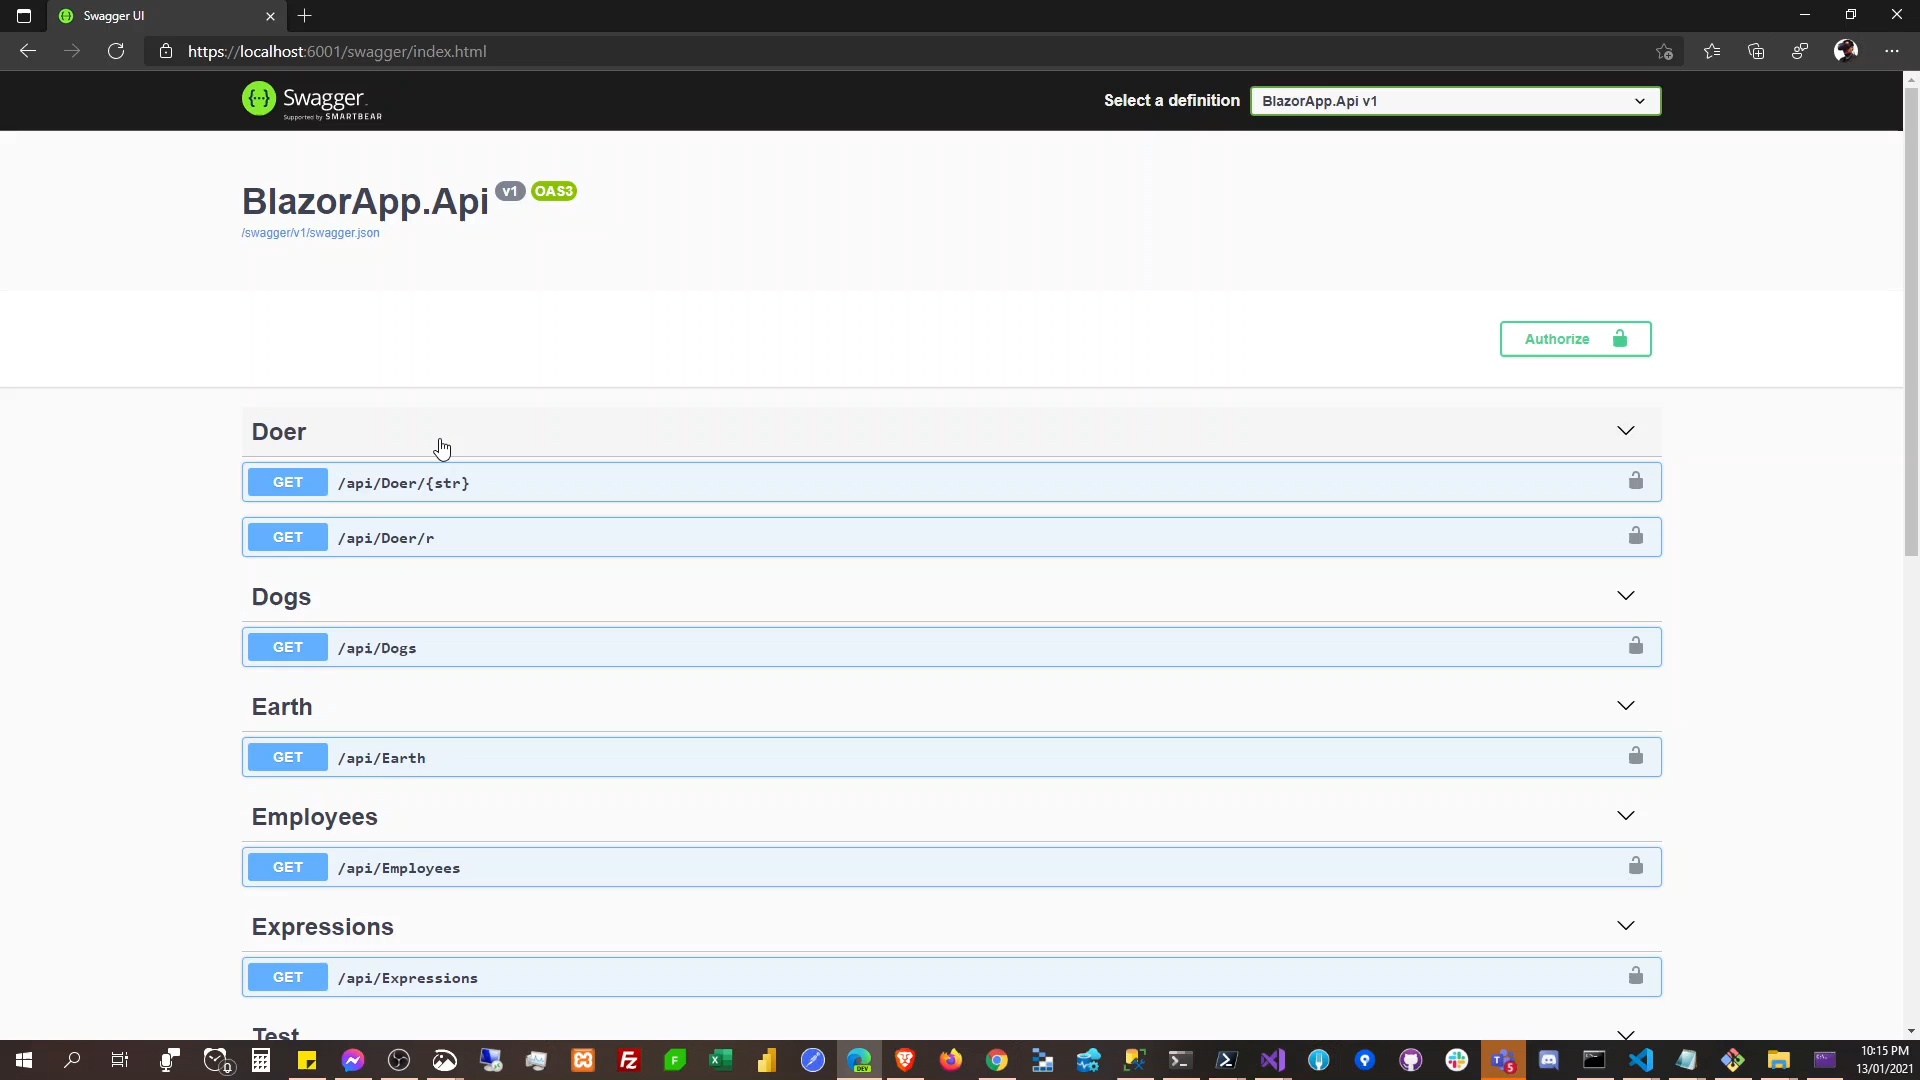 Swagger UI
https://localhost:6001/swagger/index.html
Swagger
Supported by SMARTBEAR
Select a definition
BlazorApp.Api v1
BlazorApp.Api v1 OAS3
/swagger/v1/swagger.json
Authorize
Doer
GET /api/Doer/{str}
GET /api/Doer/r
Dogs
GET /api/Dogs
Earth
GET /api/Earth
Employees
GET /api/Employees
Expressions
GET /api/Expressions
Test
10:15 PM
13/01/2021